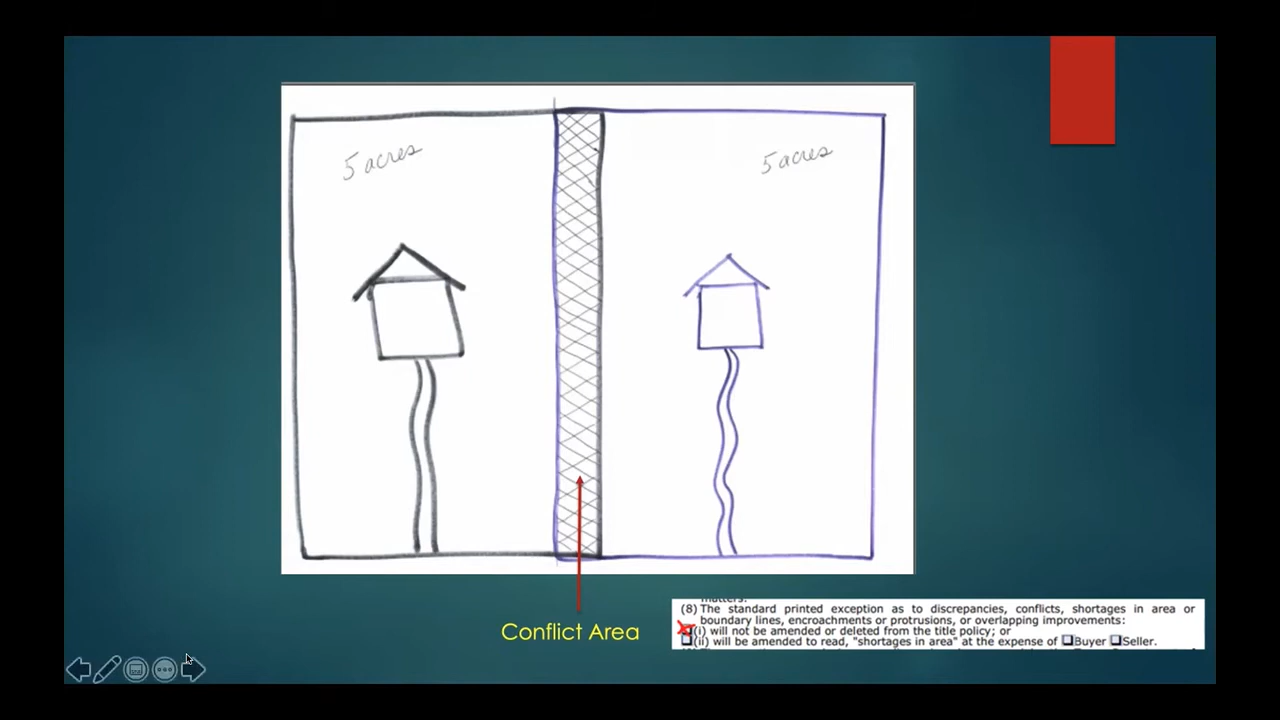 5 acres
5 acres
Conflict Area
matters:
(8) The standard printed exception as to discrepancies, conflicts, shortages in area or
boundary lines, encroachments or protrusions, or overlapping improvements:
(i) will not be amended or deleted from the title policy; or
(ii) will be amended to read, "shortages in area" at the expense of Buyer Seller.